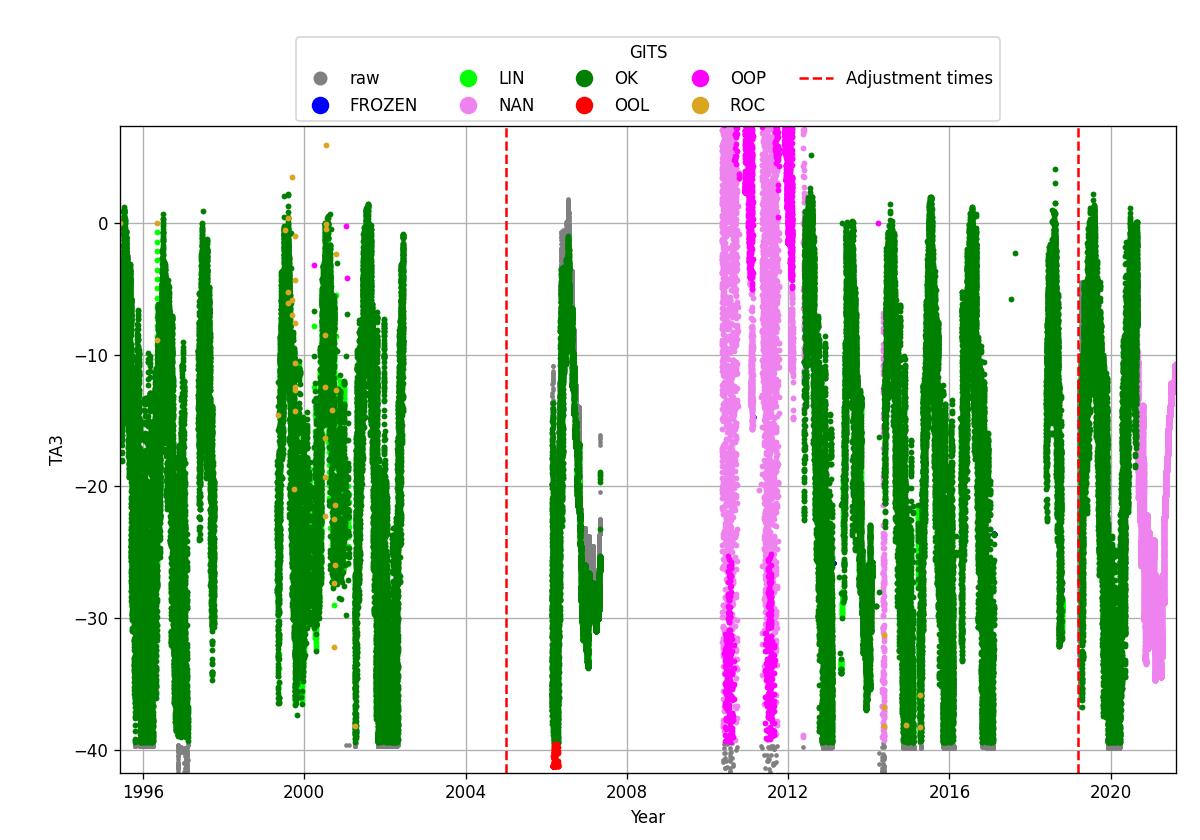 GITS
raw LIN OK OOP Adjustment times
FROZEN NAN OOL ROC
0
−10
−20
−30
−40
TA3
1996 2000 2004 2008 2012 2016 2020
Year